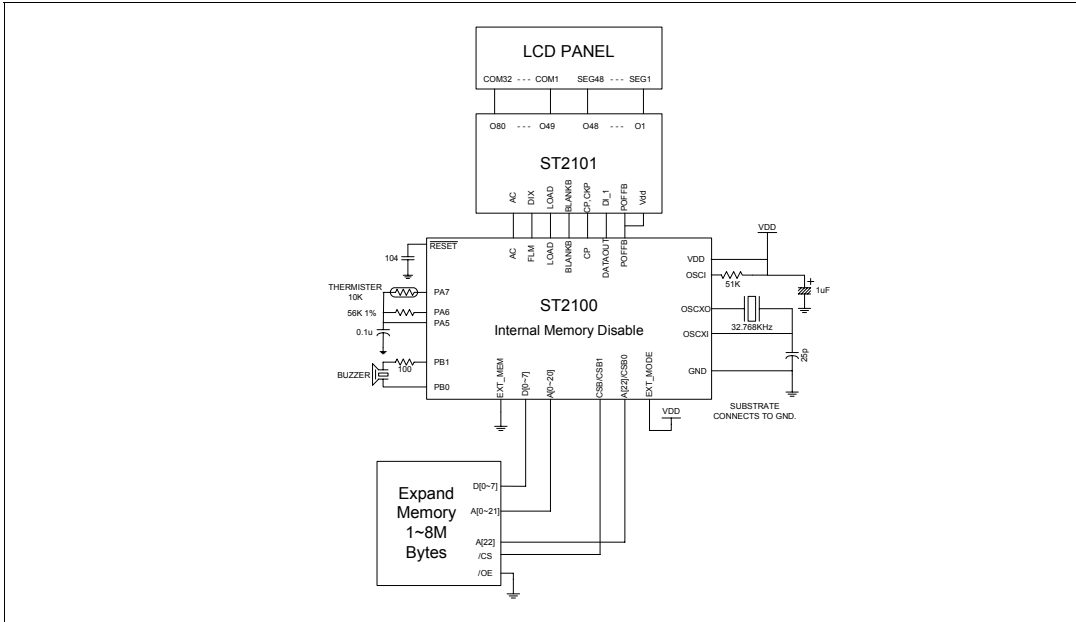 LCD PANEL
COM32 --- COM1 SEG48 --- SEG1
O80 --- O49 O48 --- O1
ST2101
AC DIX LOAD BLANKB CP,CKP DI_1 POFFB Vdd
AC FLM LOAD BLANKB CP DATAOUT POFFB
VDD
RESET
104
VDD
OSCI
51K
1uF
+
THERMISTER
10K
PA7
56K 1%
PA6
PA5
0.1u
ST2100
Internal Memory Disable
OSCXO
32.768KHz
OSCXI
25p
BUZZER
100
PB1
PB0
GND
EXT_MEM D[0~7] A[0~20] CSB/CSB1 A[22]/CSB0 EXT_MODE
VDD
SUBSTRATE
CONNECTS TO GND.
Expand
Memory
1~8M
Bytes
D[0~7]
A[0~21]
A[22]
/CS
/OE